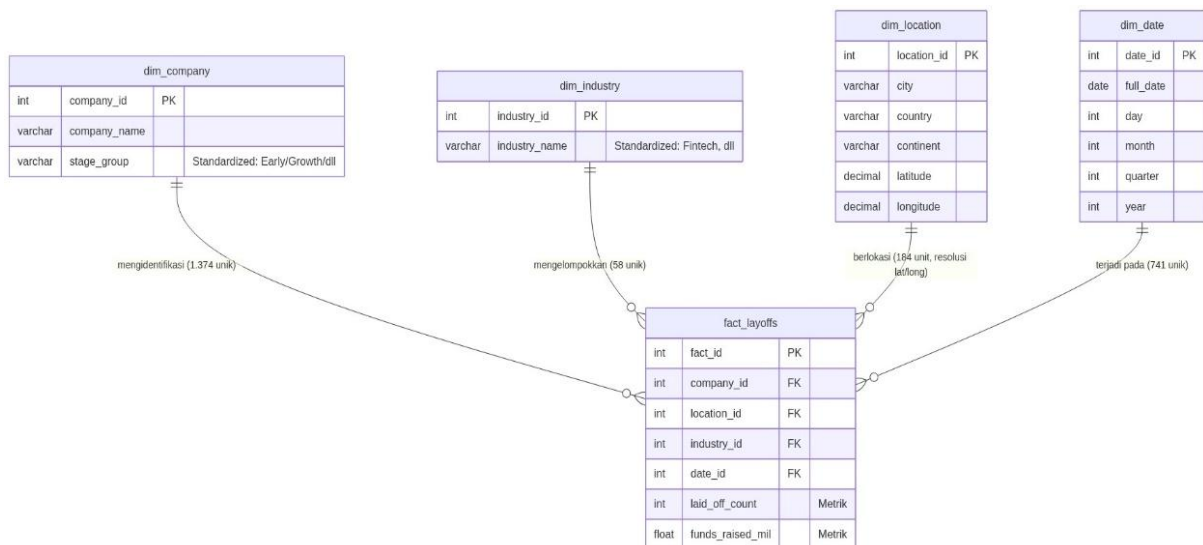 dim_company
int company_id PK
varchar company_name
varchar stage_group Standardized: Early/Growth/dll
dim_industry
int industry_id PK
varchar industry_name Standardized: Fintech, dll
dim_location
int location_id PK
varchar city
varchar country
varchar continent
decimal latitude
decimal longitude
dim_date
int date_id PK
date full_date
int day
int month
int quarter
int year
mengidentifikasi (1.374 unik)
mengelompokkan (58 unik)
berlokasi (184 unit, resolusi
lat/long)
terjadi pada (741 unik)
fact_layoffs
int fact_id PK
int company_id FK
int location_id FK
int industry_id FK
int date_id FK
int laid_off_count Metrik
float funds_raised_mil Metrik